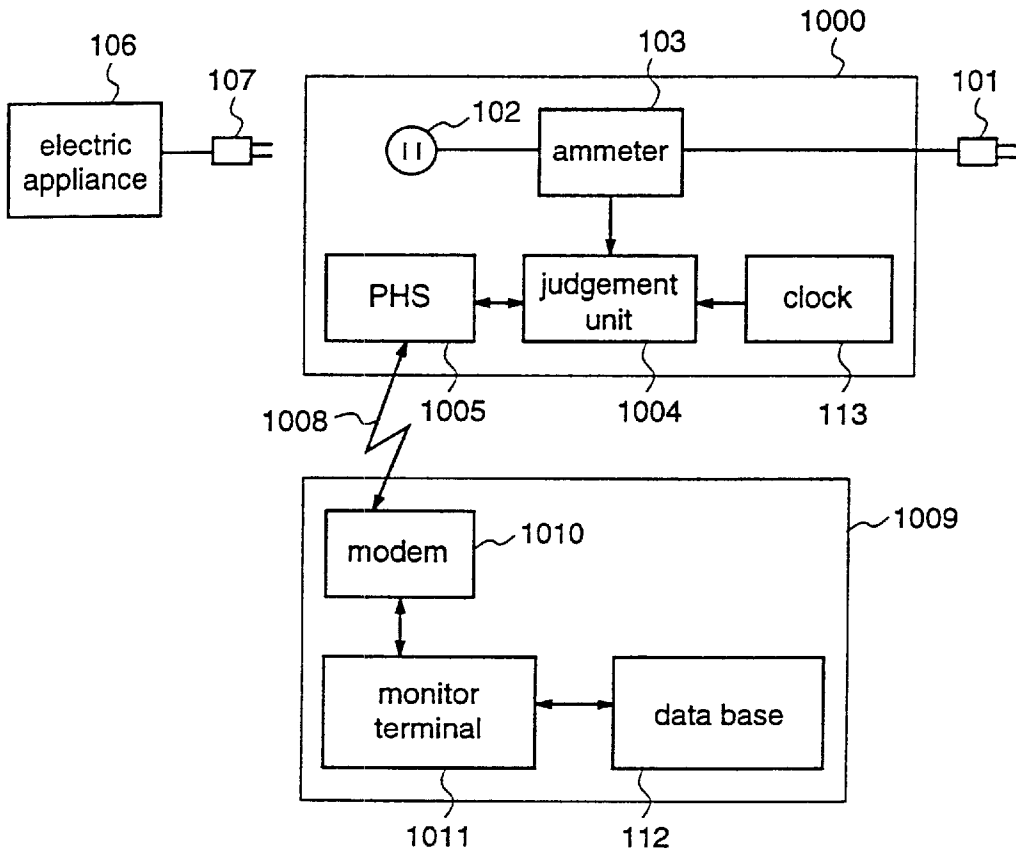 1000
106
103
107
101
102
electric
appliance
ammeter
PHS
judgement
unit
clock
1008
1005
1004
113
1009
modem
1010
monitor
terminal
data base
1011
112